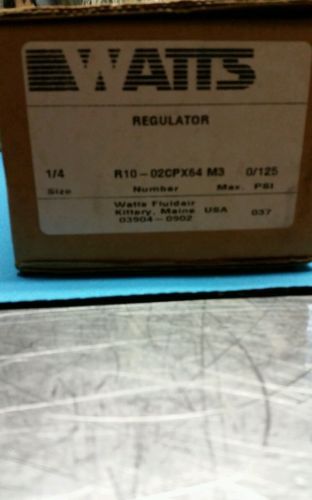 WATTS
REGULATOR
1/4 R10-02CPX64 M3 0/125
Size Number Max. PSI
Watts Fluidair
Kittery, Maine USA 037
03904-0902